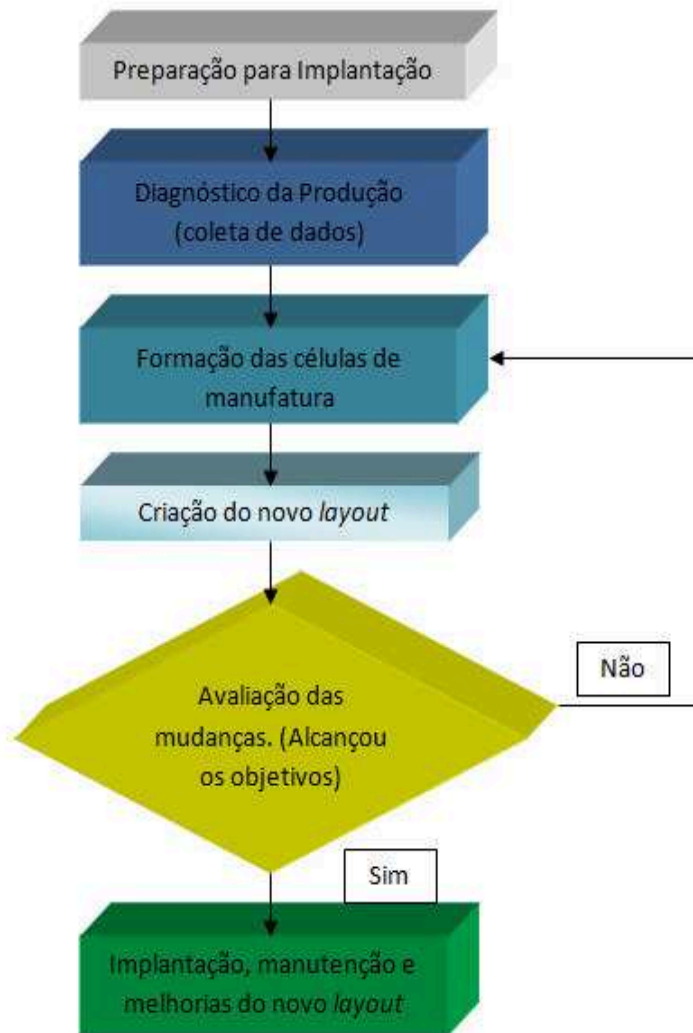 Preparação para Implantação
Diagnóstico da Produção
(coleta de dados)
Formação das células de
manufatura
Criação do novo layout
Avaliação das
mudanças. (Alcançou
os objetivos)
Não
Sim
Implantação, manutenção e
melhorias do novo layout